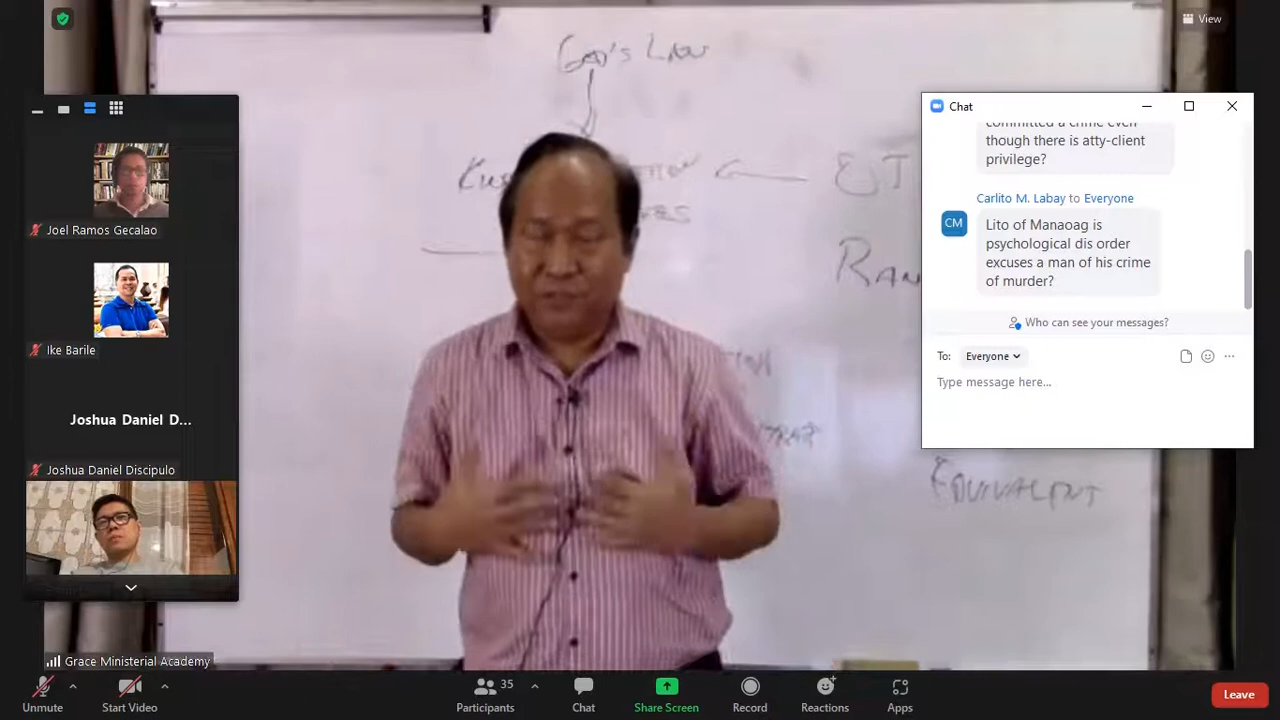 View
God's Law
Joel Ramos Gecalao
Ike Barile
Joshua Daniel D...
Joshua Daniel Discipulo
Grace Ministerial Academy
Equivalent
Chat
committed a crime even
though there is atty-client
privilege?
Carlito M. Labay to Everyone
CM
Lito of Manaoag is
psychological dis order
excuses a man of his crime
of murder?
Who can see your messages?
To: Everyone
Type message here...
Unmute
Start Video
35
Participants
Chat
Share Screen
Record
Reactions
Apps
Leave